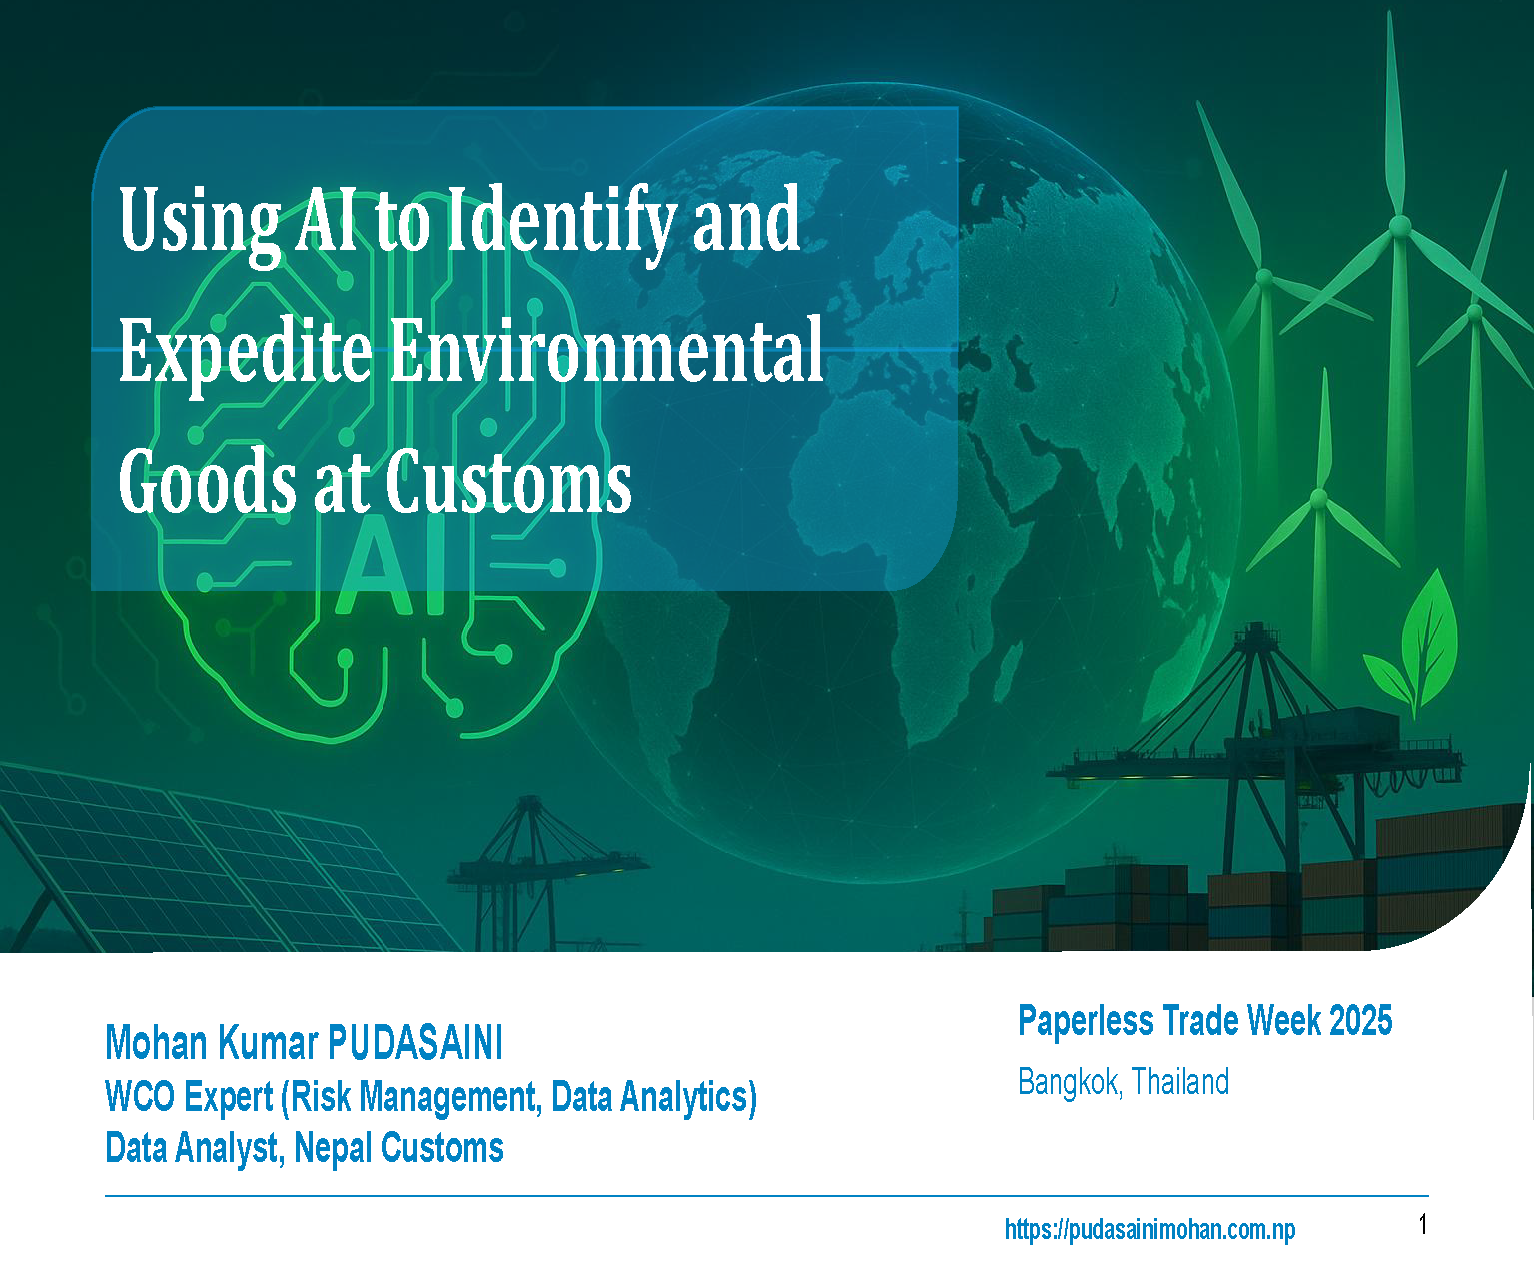 Using AI to Identify and
Expedite Environmental
Goods at Customs
AI
Mohan Kumar PUDASAINI
WCO Expert (Risk Management, Data Analytics)
Data Analyst, Nepal Customs
Paperless Trade Week 2025
Bangkok, Thailand
https://pudasainimohan.com.np
1